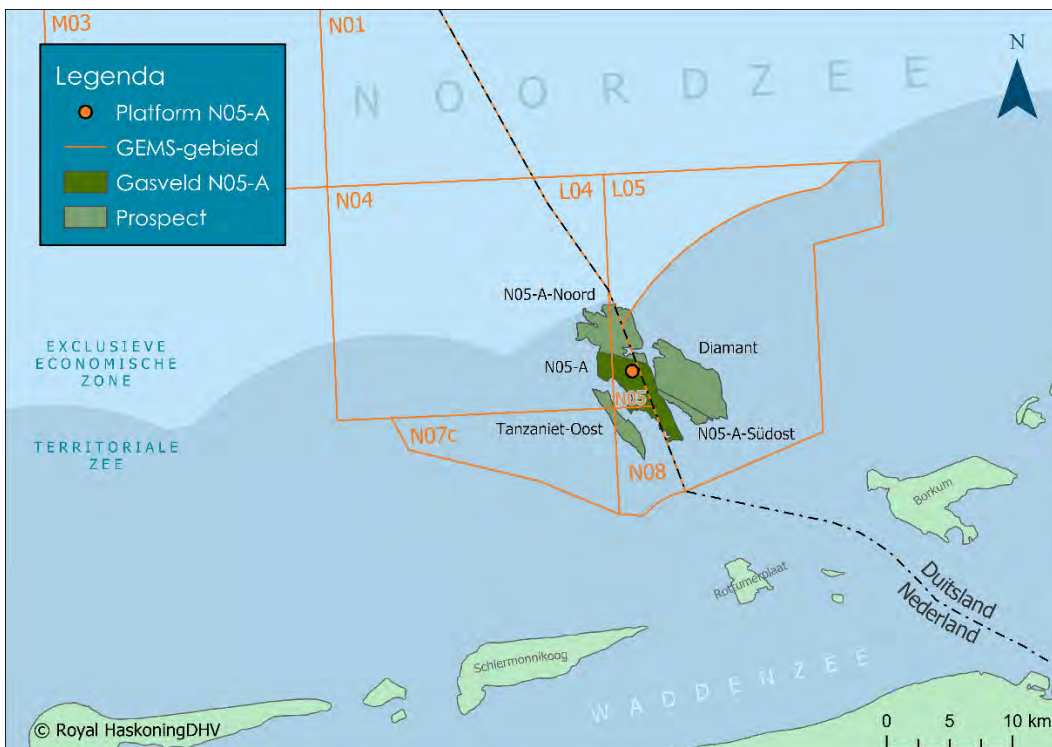 M03
N01
N
Legenda
Platform N05-A
GEMS-gebied
Gasveld N05-A
Prospect
NOORDZEE
N04
L04
L05
N05-A-Noord
Diamant
EXCLUSIEVE
ECONOMISCHE
ZONE
N05-A
N05
Tanzaniet-Oost
N05-A-Südost
N07c
TERRITORIALE
ZEE
N08
Borkum
Rottumerplaat
Duitsland
Nederland
Schiermonnikoog
WADDENZEE
© Royal HaskoningDHV
0 5 10 km